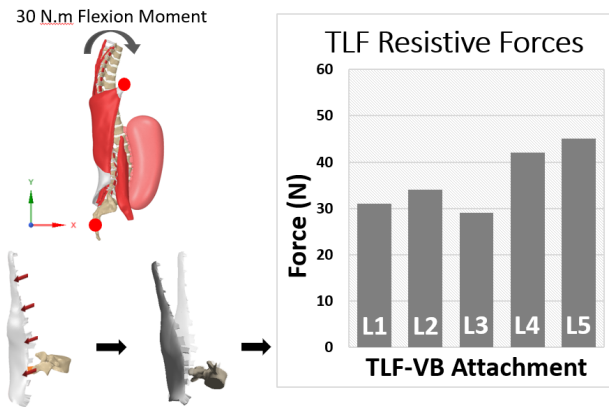 30 N.m Flexion Moment
Y
X
TLF Resistive Forces
60
50
40
30
20
10
0
Force (N)
L1 L2 L3 L4 L5
TLF-VB Attachment